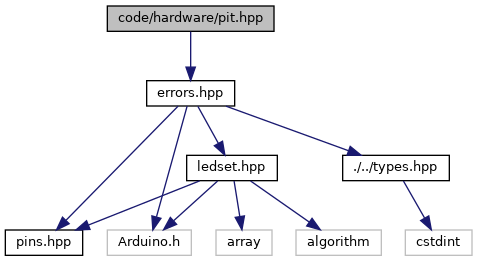 code/hardware/pit.hpp
errors.hpp
ledset.hpp
./../types.hpp
pins.hpp
Arduino.h
array
algorithm
cstdint